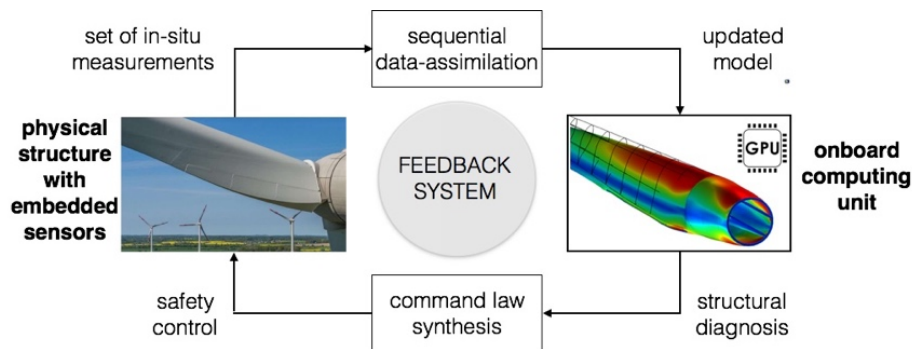 set of in-situ
measurements
sequential
data-assimilation
updated
model
physical
structure
with
embedded
sensors
FEEDBACK
SYSTEM
GPU
onboard
computing
unit
safety
control
command law
synthesis
structural
diagnosis